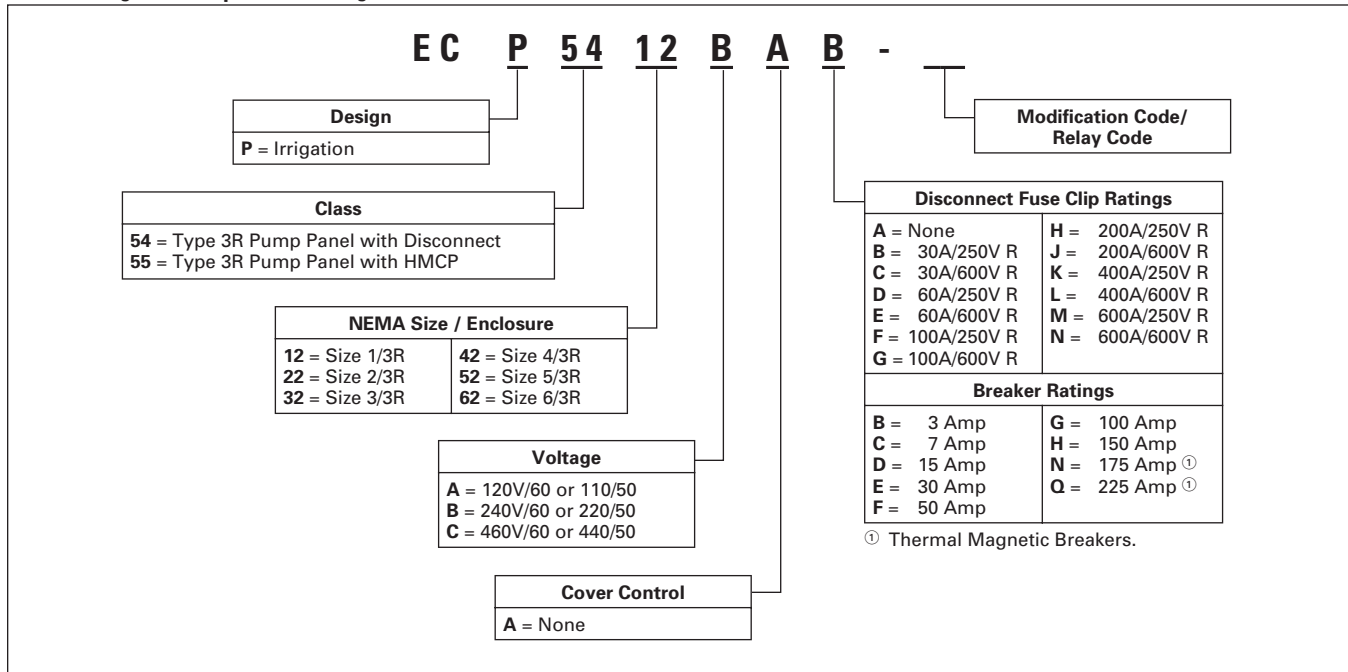 EC P 54 12 B A B -
Design
P = Irrigation
Class
54 = Type 3R Pump Panel with Disconnect
55 = Type 3R Pump Panel with HMCP
NEMA Size / Enclosure
12 = Size 1/3R
22 = Size 2/3R
32 = Size 3/3R
42 = Size 4/3R
52 = Size 5/3R
62 = Size 6/3R
Voltage
A = 120V/60 or 110/50
B = 240V/60 or 220/50
C = 460V/60 or 440/50
Cover Control
A = None
Modification Code/
Relay Code
Disconnect Fuse Clip Ratings
A = None
B = 30A/250V R
C = 30A/600V R
D = 60A/250V R
E = 60A/600V R
F = 100A/250V R
G = 100A/600V R
H = 200A/250V R
J = 200A/600V R
K = 400A/250V R
L = 400A/600V R
M = 600A/250V R
N = 600A/600V R
Breaker Ratings
B = 3 Amp
C = 7 Amp
D = 15 Amp
E = 30 Amp
F = 50 Amp
G = 100 Amp
H = 150 Amp
N = 175 Amp ①
Q = 225 Amp ①
① Thermal Magnetic Breakers.